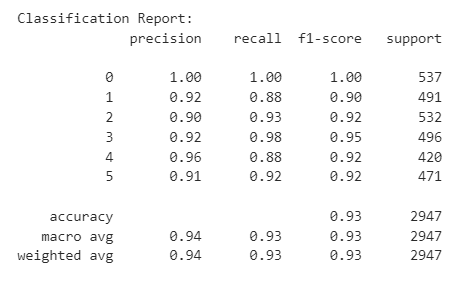 Classification Report:
precision recall f1-score support
0 1.00 1.00 1.00 537
1 0.92 0.88 0.90 491
2 0.90 0.93 0.92 532
3 0.92 0.98 0.95 496
4 0.96 0.88 0.92 420
5 0.91 0.92 0.92 471
accuracy 0.93 2947
macro avg 0.94 0.93 0.93 2947
weighted avg 0.94 0.93 0.93 2947